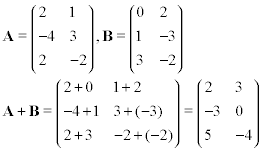 A = ( 2 1 ; −4 3 ; 2 −2 ), B = ( 0 2 ; 1 −3 ; 3 −2 )
A + B = ( 2+0 1+2 ; −4+1 3+(−3) ; 2+3 −2+(−2) ) = ( 2 3 ; −3 0 ; 5 −4 )